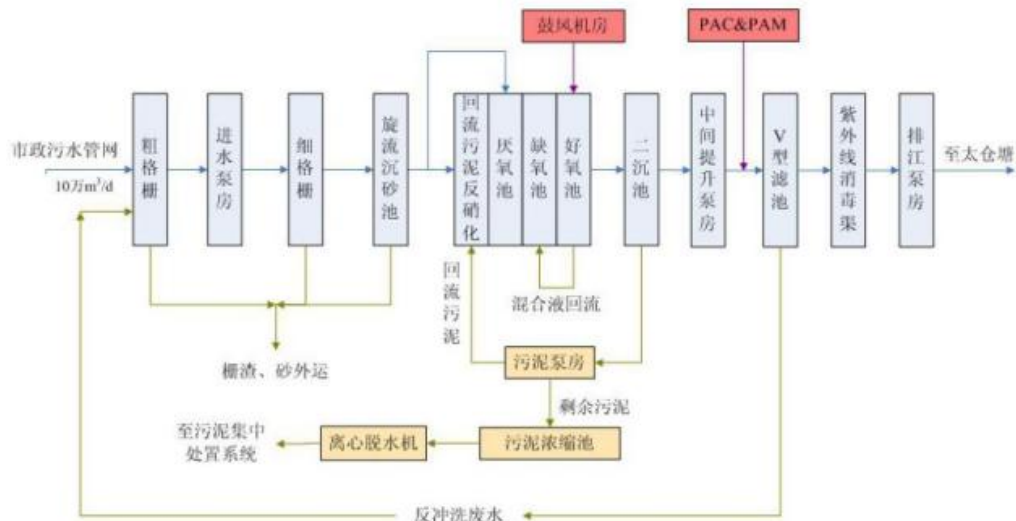 鼓风机房
PAC&PAM
市政污水管网
10万m³/d
粗格栅
进水泵房
细格栅
旋流沉砂池
回流污泥反硝化
厌氧池
缺氧池
好氧池
二沉池
中间提升泵房
V型滤池
紫外线消毒渠
排江泵房
至太仓塘
回流污泥
混合液回流
栅渣、砂外运
污泥泵房
剩余污泥
至污泥集中
处置系统
离心脱水机
污泥浓缩池
反冲洗废水